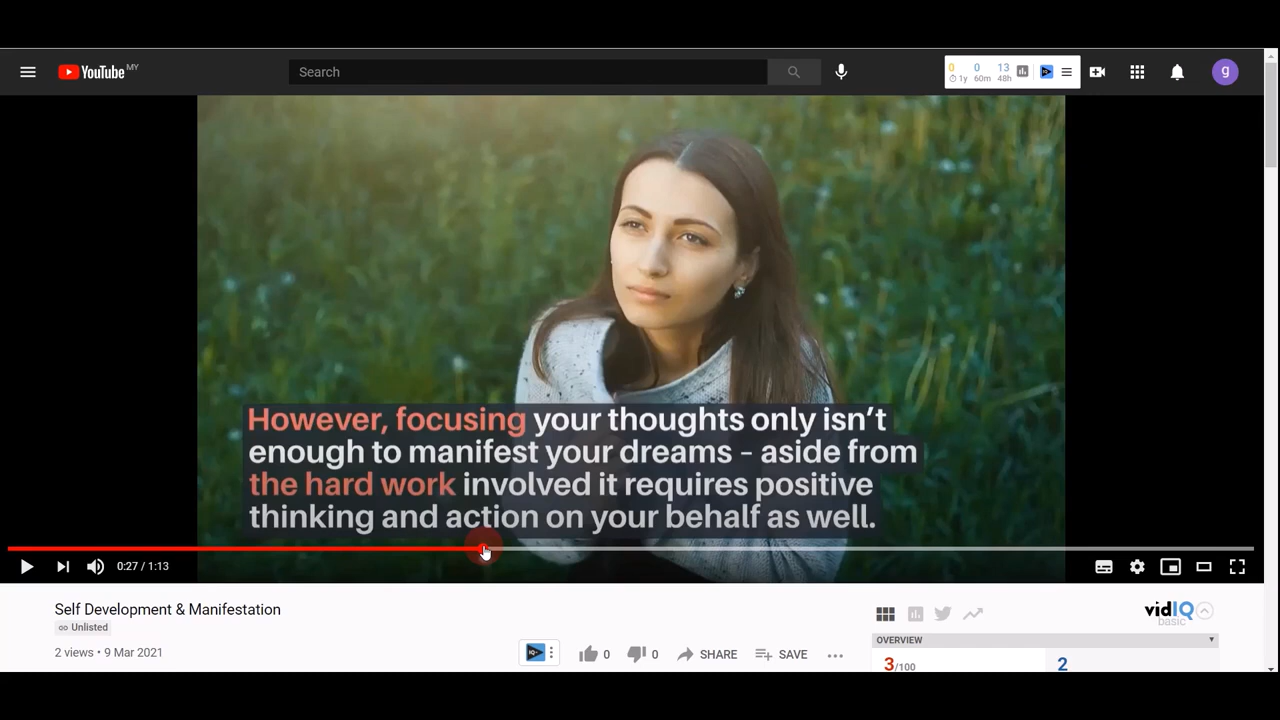 YouTube MY
Search
0 0 13
1y 60m 48h
g
However, focusing your thoughts only isn’t
enough to manifest your dreams – aside from
the hard work involved it requires positive
thinking and action on your behalf as well.
0:27 / 1:13
Self Development & Manifestation
Unlisted
2 views • 9 Mar 2021
IQ
0 0 SHARE SAVE
vidIQ
basic
OVERVIEW
3/100 2